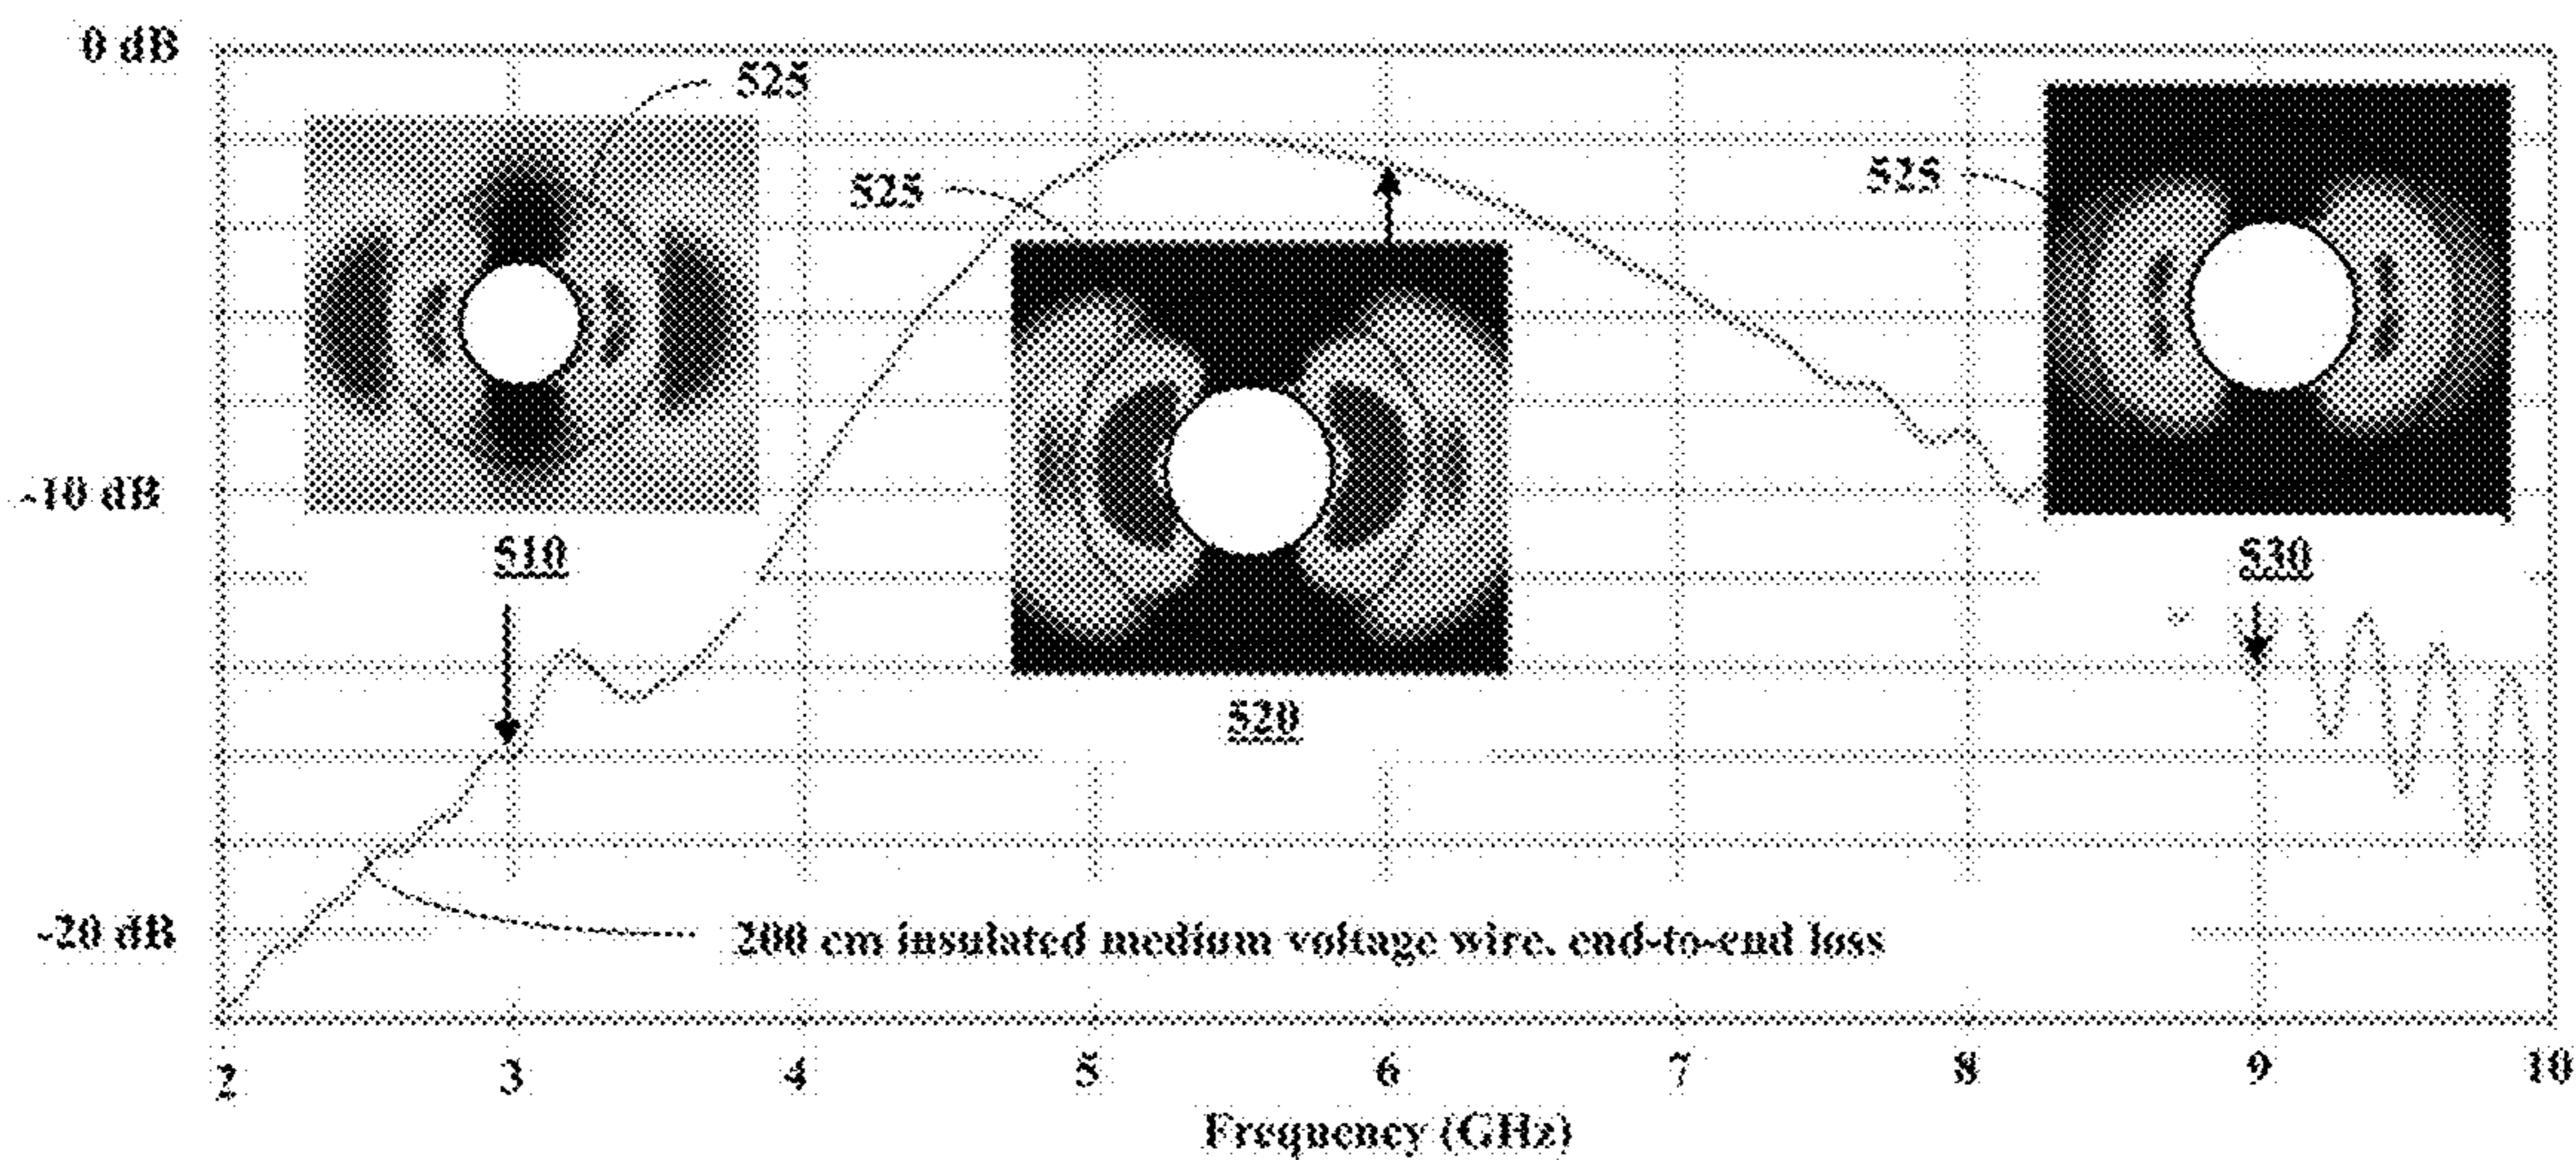 0 dB
525
525
525
-10 dB
510
530
520
-20 dB
200 cm insulated medium voltage wire, end-to-end loss
2 3 4 5 6 7 8 9 10
Frequency (GHz)